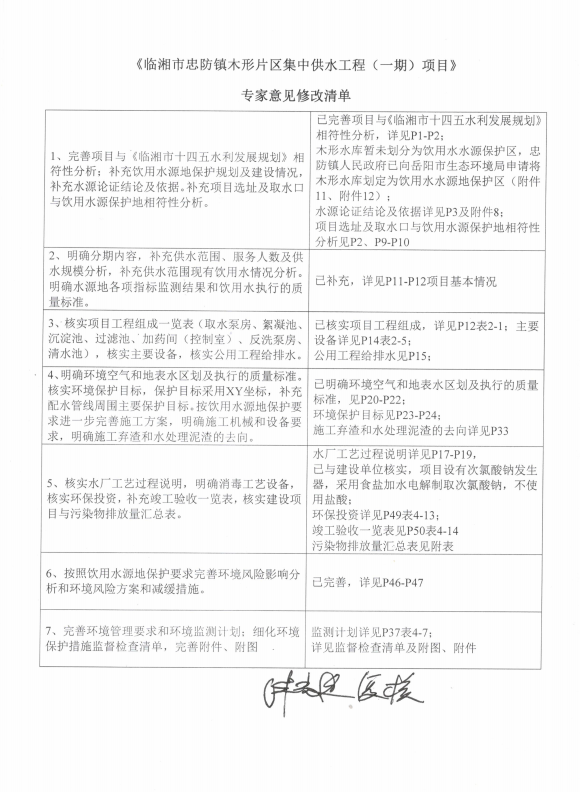 《临湘市忠防镇木形片区集中供水工程（一期）项目》
专家意见修改清单
1、完善项目与《临湘市十四五水利发展规划》相
符性分析；补充饮用水源地保护规划及建设情况，
补充水源论证结论及依据。补充项目选址及取水口
与饮用水源保护地相符性分析。
已完善项目与《临湘市十四五水利发展规划》
相符性分析，详见P1-P2；
木形水库暂未划分为饮用水水源保护区，忠
防镇人民政府已向岳阳市生态环境局申请将
木形水库划定为饮用水水源地保护区（附件
11、附件12）；
水源论证结论及依据详见P3及附件8；
项目选址及取水口与饮用水源保护地相符性
分析见P2、P9-P10
2、明确分期内容，补充供水范围、服务人数及供
水规模分析，补充供水范围现有饮用水情况分析。
明确水源地各项指标监测结果和饮用水执行的质
量标准。
已补充，详见P11-P12项目基本情况
3、核实项目工程组成一览表（取水泵房、絮凝池、
沉淀池、过滤池、加药间（控制室）、反洗泵房、
清水池），核实主要设备，核实公用工程给排水。
已核实项目工程组成，详见P12表2-1；主要
设备详见P14表2-5；
公用工程给排水见P15；
4、明确环境空气和地表水区划及执行的质量标准。
核实环境保护目标，保护目标采用XY坐标，补充
配水管线周围主要保护目标。按饮用水源地保护要
求进一步完善施工方案，明确施工机械和设备要
求，明确施工弃渣和水处理泥渣的去向。
已明确环境空气和地表水区划及执行的质量
标准，见P20-P22；
环境保护目标见P23-P24；
施工弃渣和水处理泥渣的去向详见P33
5、核实水厂工艺过程说明，明确消毒工艺设备，
核实环保投资，补充竣工验收一览表，核实建设项
目与污染物排放量汇总表。
水厂工艺过程说明详见P17-P19，
已与建设单位核实，项目设有次氯酸钠发生
器，采用食盐加水电解制取次氯酸钠，不使
用盐酸；
环保投资详见P49表4-13；
竣工验收一览表见P50表4-14
污染物排放量汇总表见附表
6、按照饮用水源地保护要求完善环境风险影响分
析和环境风险方案和减缓措施。
已完善，详见P46-P47
7、完善环境管理要求和环境监测计划；细化环境
保护措施监督检查清单，完善附件、附图
监测计划详见P37表4-7；
详见监督检查清单及附图、附件